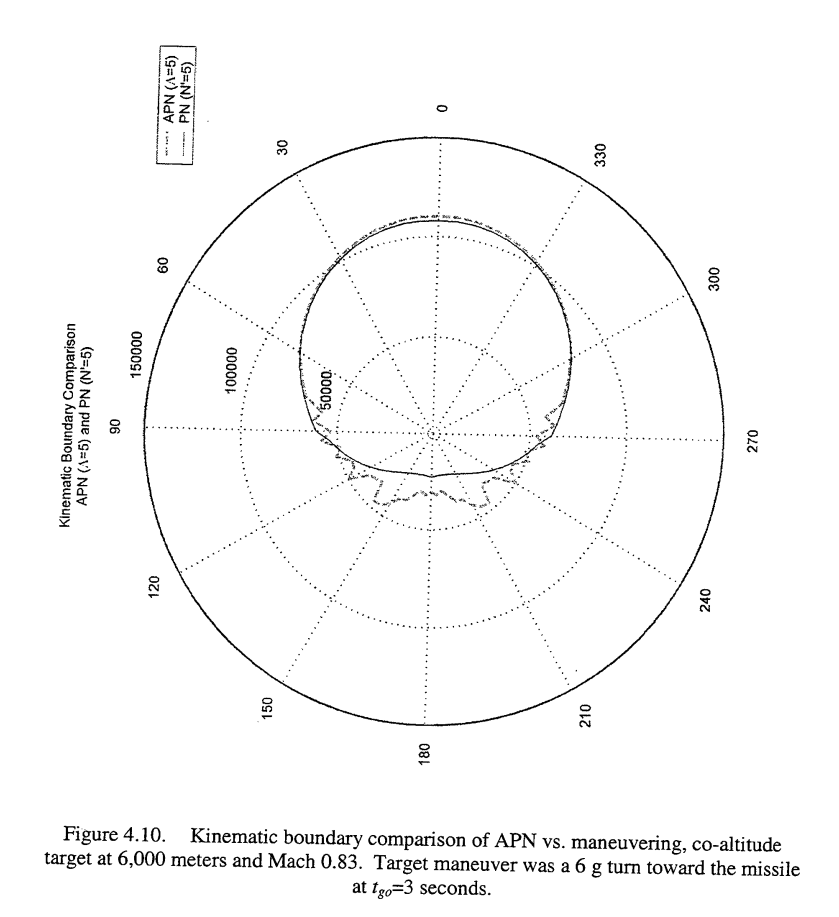 APN (Λ=5)
PN (N'=5)
Kinematic Boundary Comparison
APN (Λ=5) and PN (N'=5)
0
30
60
90
120
150
180
210
240
270
300
330
150000
100000
50000
Figure 4.10. Kinematic boundary comparison of APN vs. maneuvering, co-altitude
target at 6,000 meters and Mach 0.83. Target maneuver was a 6 g turn toward the missile
at tgo=3 seconds.